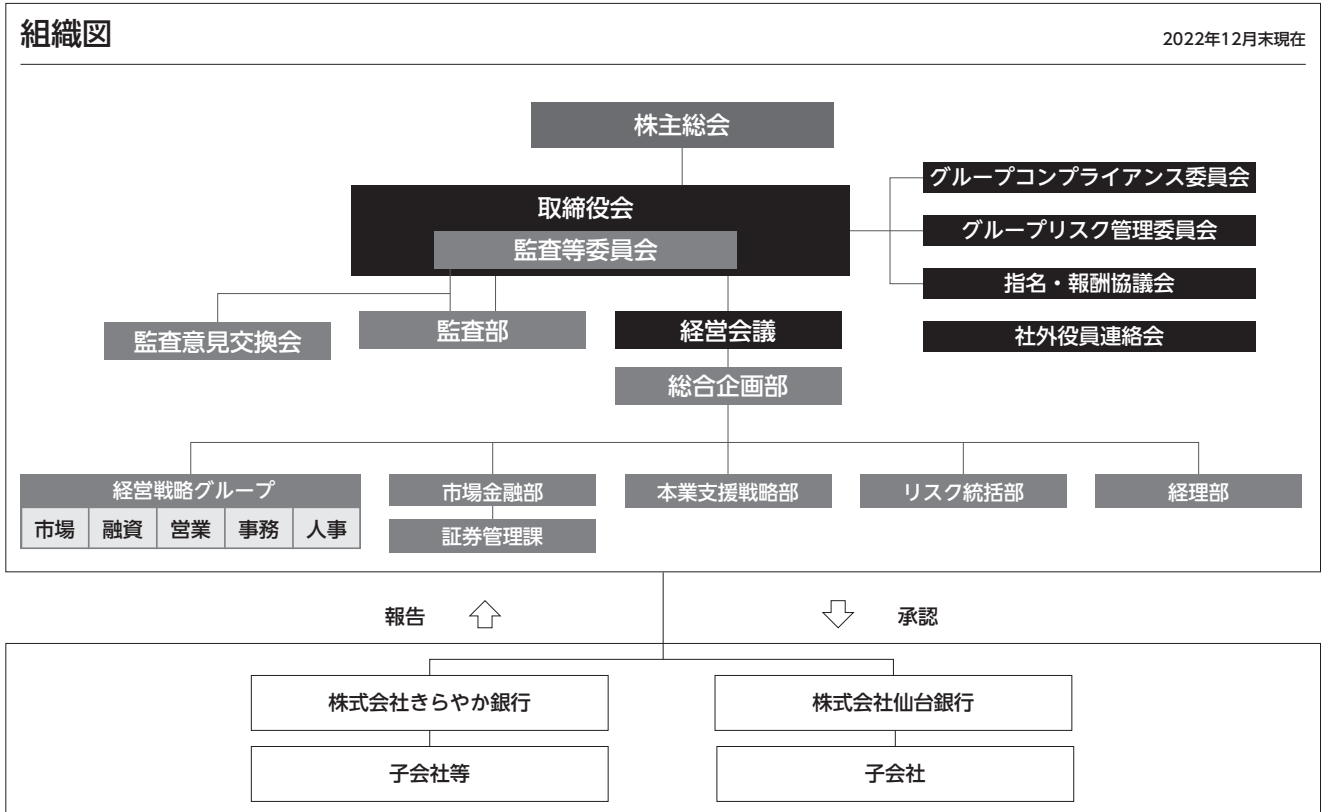 組織図
2022年12月末現在
株主総会
取締役会
監査等委員会
グループコンプライアンス委員会
グループリスク管理委員会
指名・報酬協議会
社外役員連絡会
監査意見交換会
監査部
経営会議
総合企画部
経営戦略グループ
市場 融資 営業 事務 人事
市場金融部
証券管理課
本業支援戦略部
リスク統括部
経理部
報告
承認
株式会社きらやか銀行
株式会社仙台銀行
子会社等
子会社